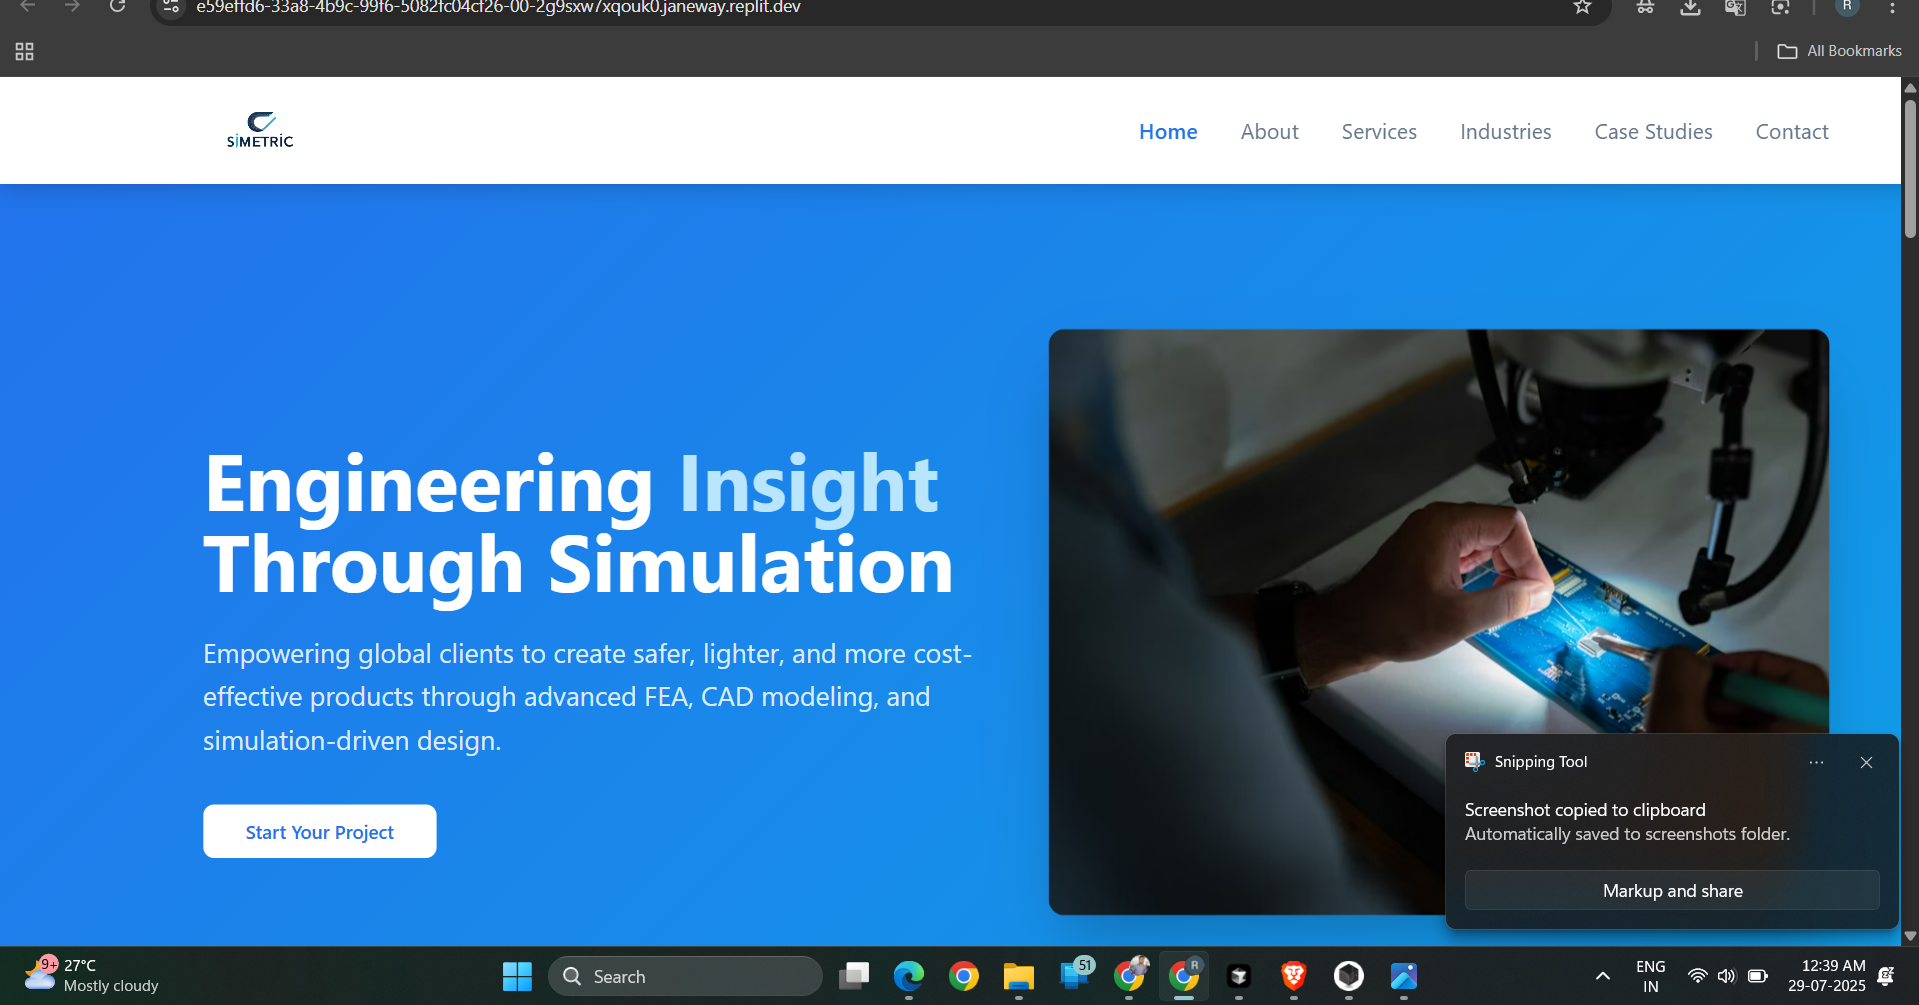 e59effd6-33a8-4b9c-99f6-5082fc04cf26-00-2g9sxw7xqouk0.janeway.replit.dev
R
All Bookmarks
SiMETRiC
Home
About
Services
Industries
Case Studies
Contact
Engineering Insight
Through Simulation
Empowering global clients to create safer, lighter, and more cost-
effective products through advanced FEA, CAD modeling, and
simulation-driven design.
Start Your Project
Snipping Tool
Screenshot copied to clipboard
Automatically saved to screenshots folder.
Markup and share
9+
27°C
Mostly cloudy
Search
51
R
ENG
IN
12:39 AM
29-07-2025